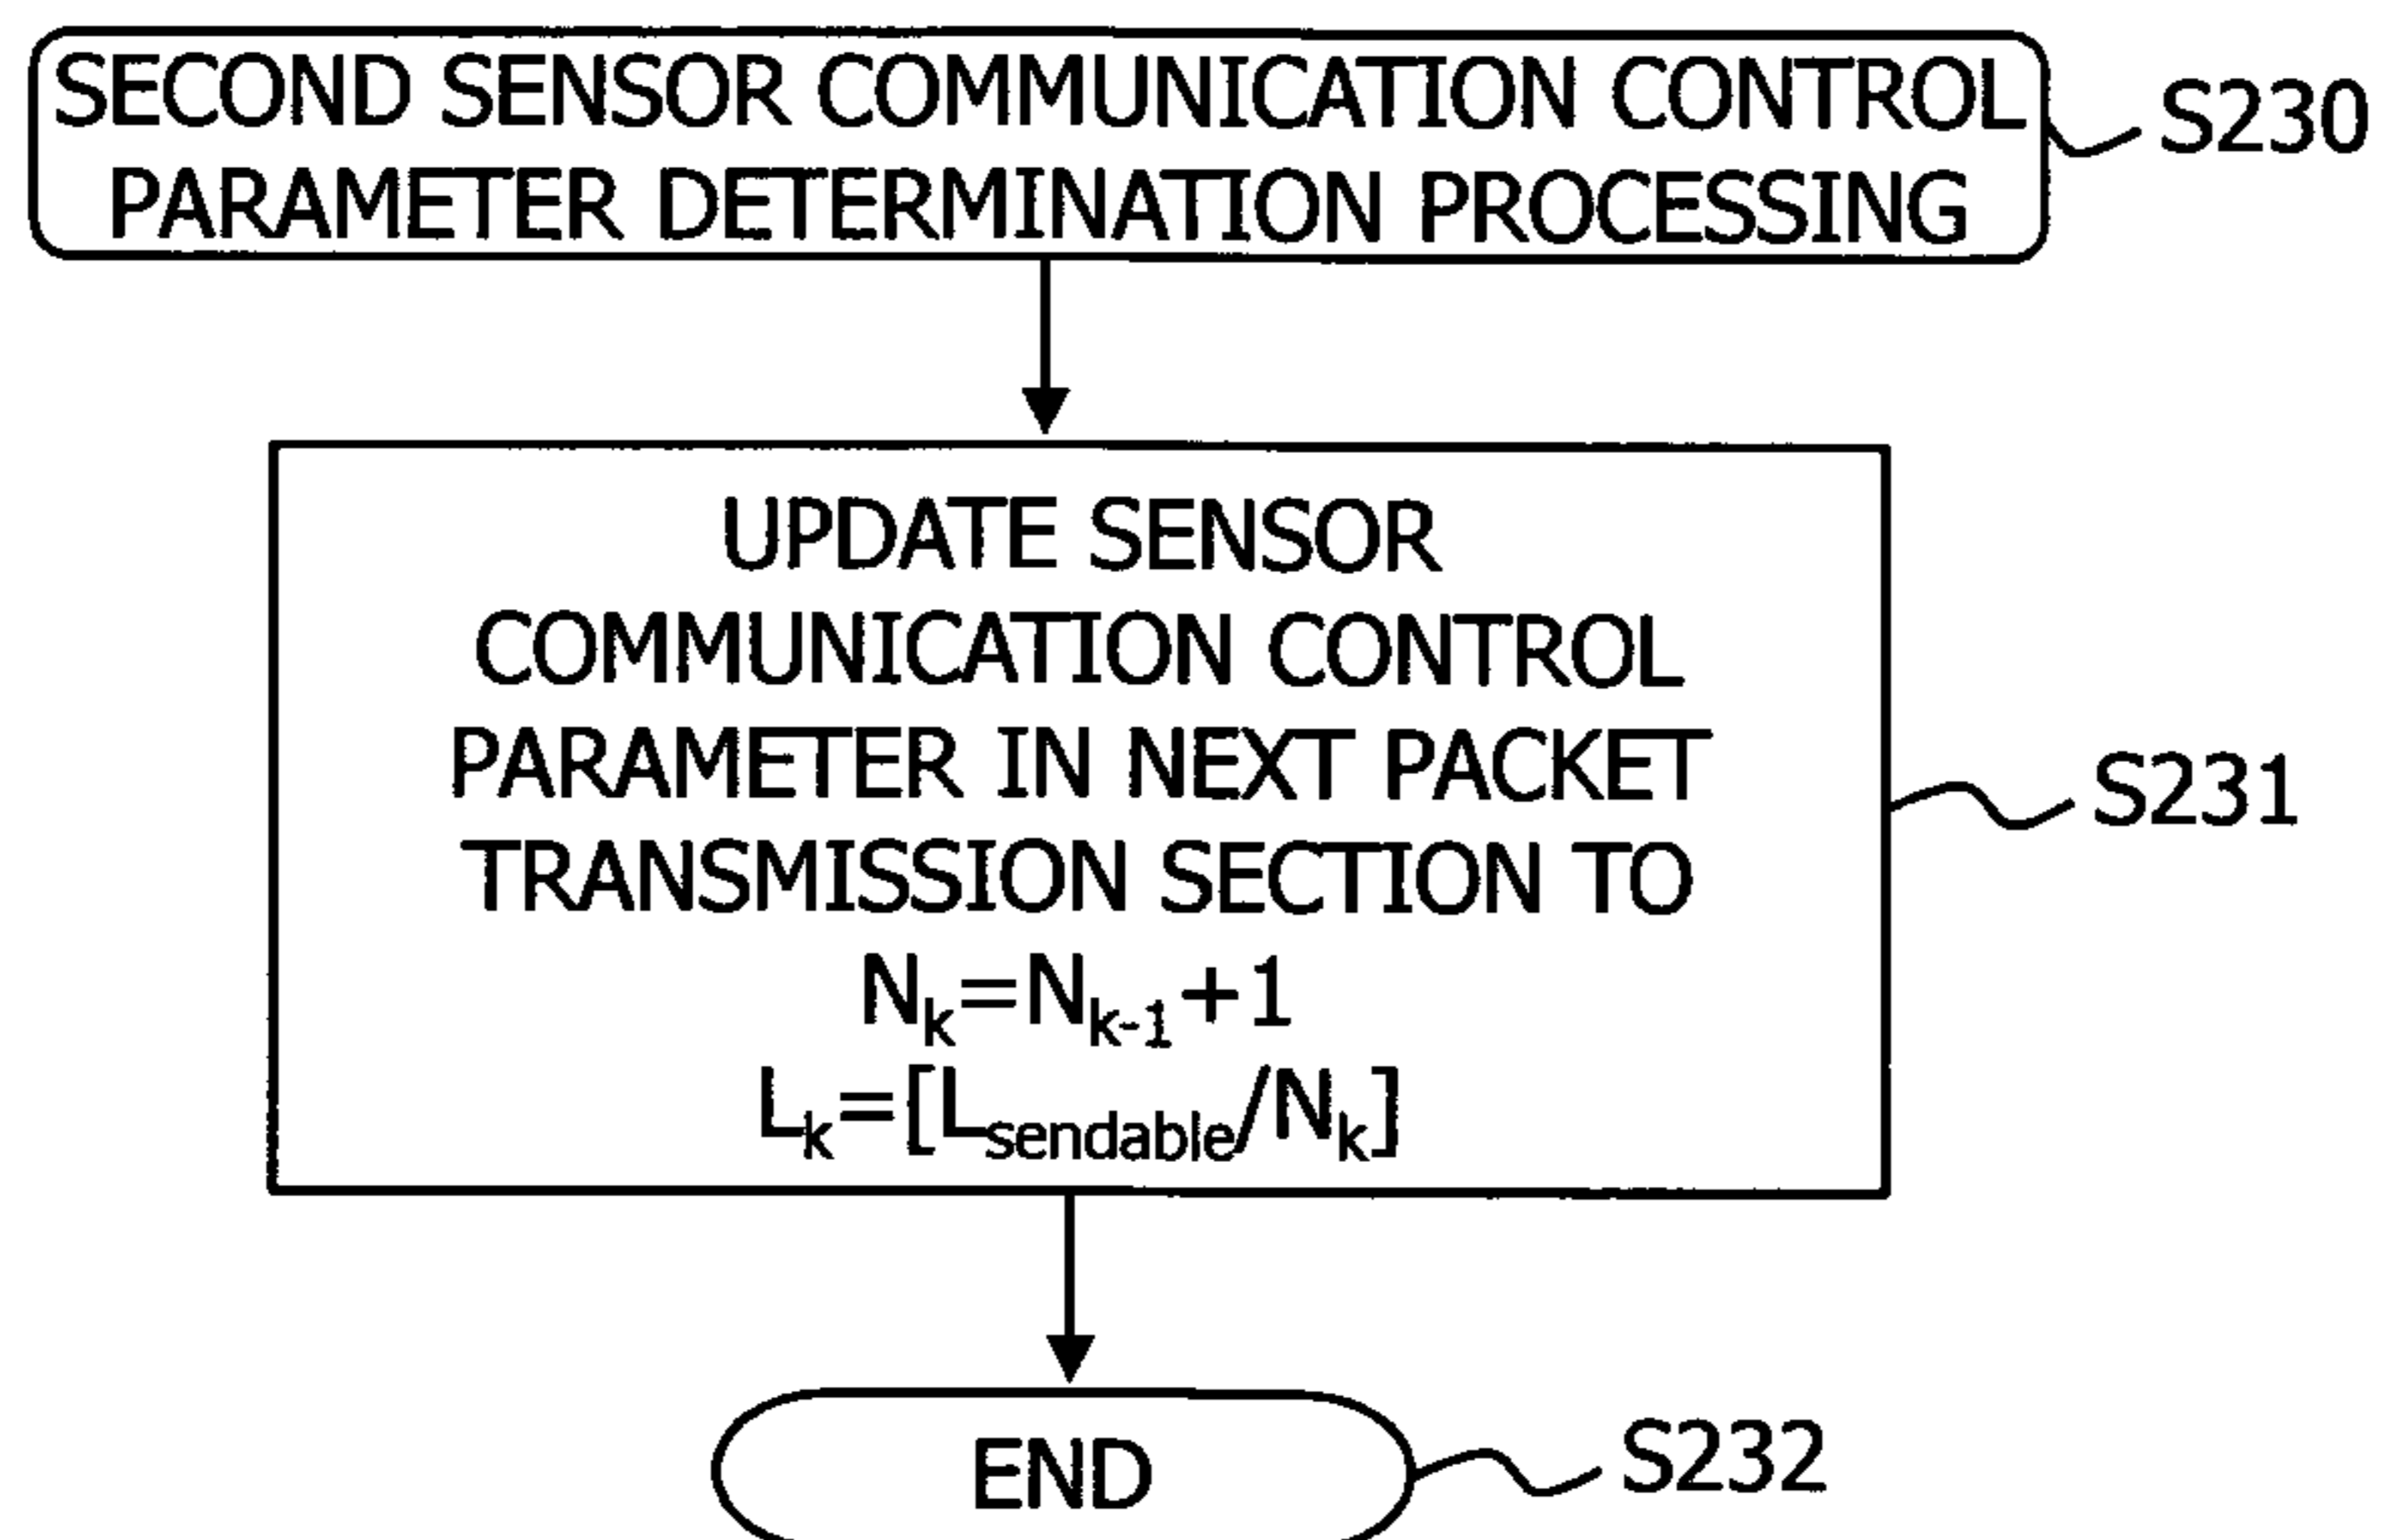 SECOND SENSOR COMMUNICATION CONTROL
PARAMETER DETERMINATION PROCESSING
S230
UPDATE SENSOR
COMMUNICATION CONTROL
PARAMETER IN NEXT PACKET
TRANSMISSION SECTION TO
Nₖ=Nₖ₋₁+1
Lₖ=[L_sendable/Nₖ]
S231
END
S232